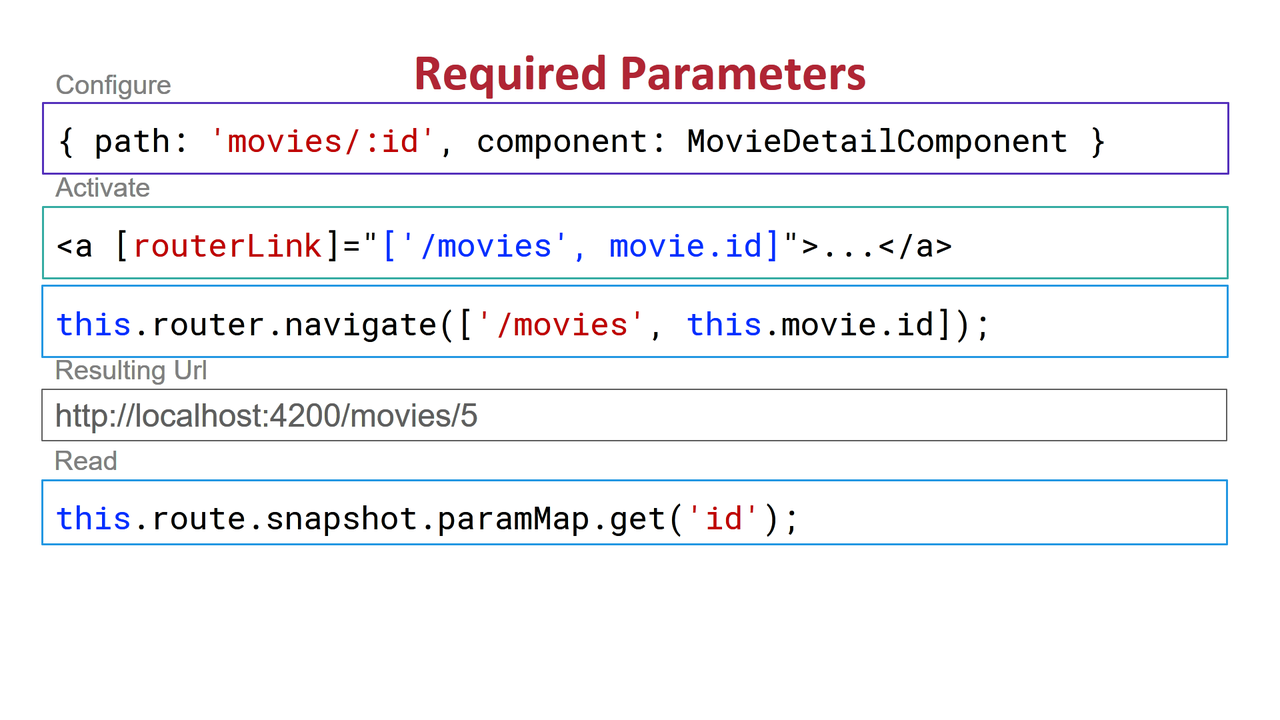 Required Parameters
Configure
{ path: 'movies/:id', component: MovieDetailComponent }
Activate
<a [routerLink]="['/movies', movie.id]">...</a>
this.router.navigate(['/movies', this.movie.id]);
Resulting Url
http://localhost:4200/movies/5
Read
this.route.snapshot.paramMap.get('id');